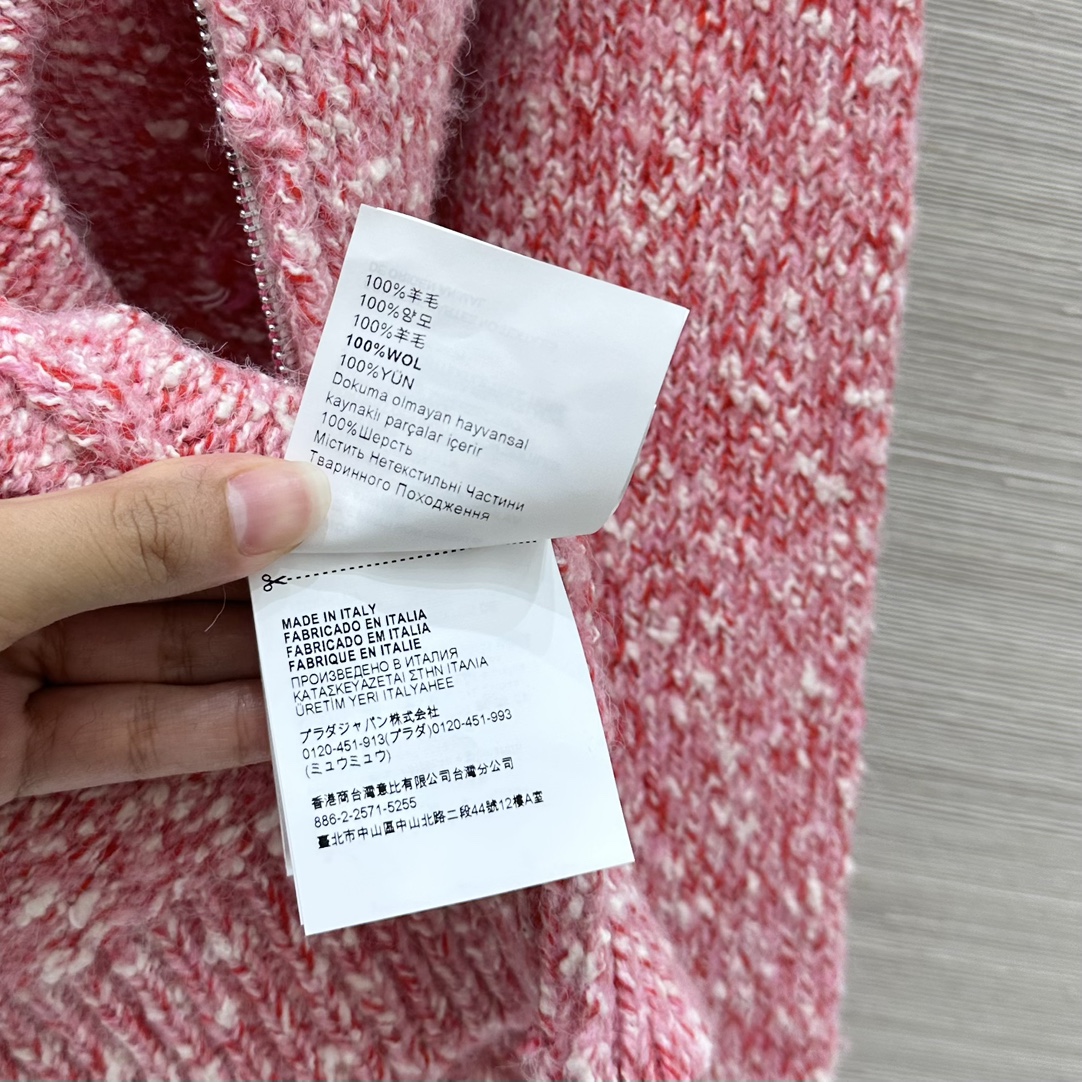 100%羊毛
100%양모
100%羊毛
100%WOL
100%YÜN
Dokuma olmayan hayvansal
kaynaklı parçalar içerir
100%Шерсть
Містить Нетекстильні Частини
Тваринного Походження
MADE IN ITALY
FABRICADO EN ITALIA
FABRICADO EM ITALIA
FABRIQUE EN ITALIE
ПРОИЗВЕДЕНО В ИТАЛИЯ
ΚΑΤΑΣΚΕΥΑΖΕΤΑΙ ΣΤΗΝ ΙΤΑΛΙΑ
ÜRETİM YERİ ITALYAHEE
プラダジャパン株式会社
0120-451-913(プラダ)0120-451-993
(ミュウミュウ)
香港商台灣意比有限公司台灣分公司
886-2-2571-5255
臺北市中山區中山北路二段44號12樓A室